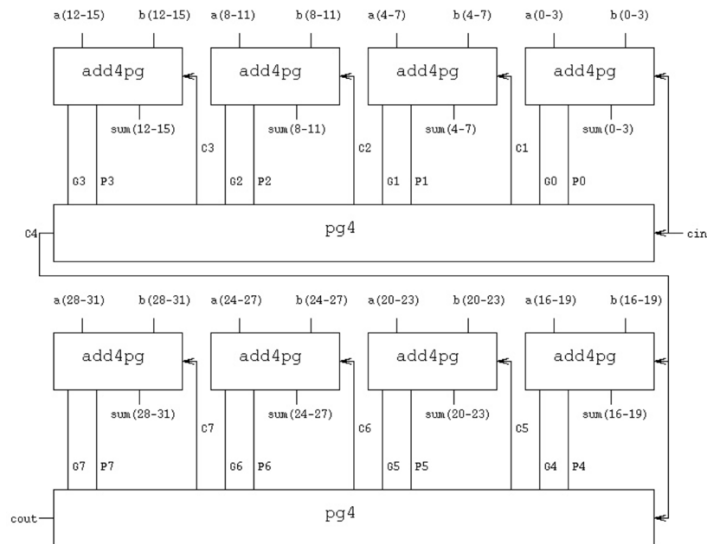 a(12-15) b(12-15) a(8-11) b(8-11) a(4-7) b(4-7) a(0-3) b(0-3)
add4pg add4pg add4pg add4pg
sum(12-15) sum(8-11) sum(4-7) sum(0-3)
C3 C2 C1
G3 P3 G2 P2 G1 P1 G0 P0
C4 pg4 cin
a(28-31) b(28-31) a(24-27) b(24-27) a(20-23) b(20-23) a(16-19) b(16-19)
add4pg add4pg add4pg add4pg
sum(28-31) sum(24-27) sum(20-23) sum(16-19)
C7 C6 C5
G7 P7 G6 P6 G5 P5 G4 P4
cout pg4